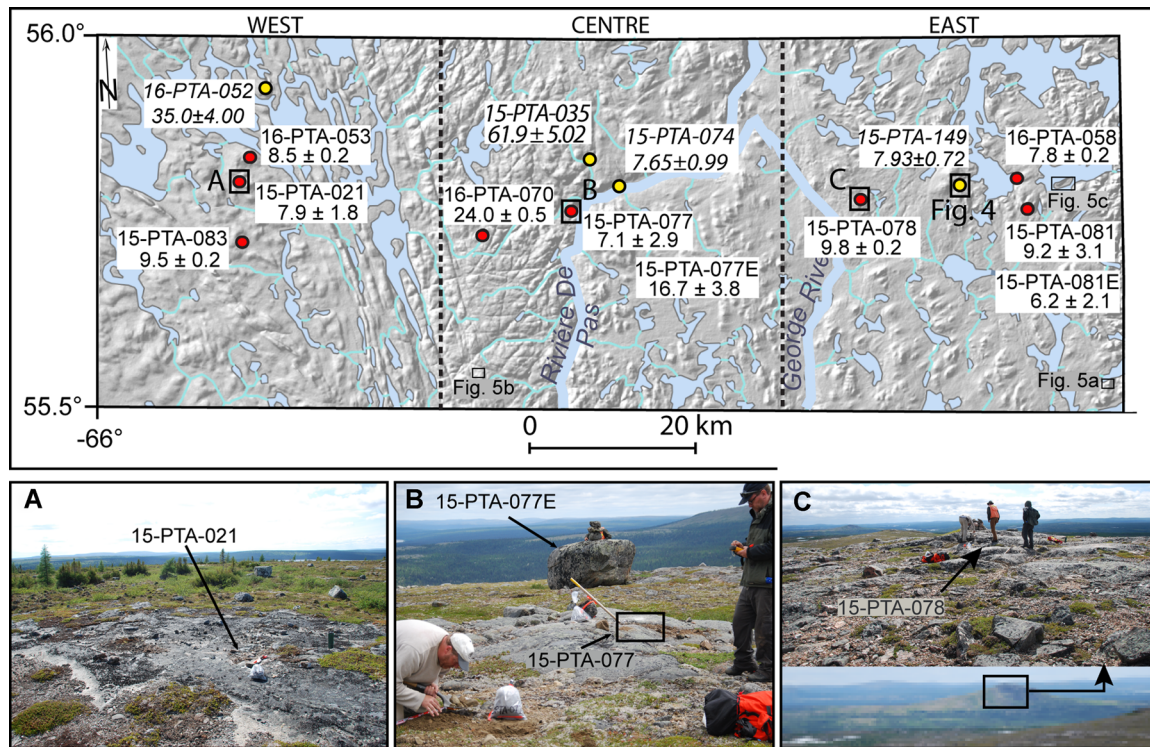 WEST
CENTRE
EAST
56.0°
N
16-PTA-052
35.0±4.00
16-PTA-053
8.5 ± 0.2
A
15-PTA-021
7.9 ± 1.8
15-PTA-083
9.5 ± 0.2
15-PTA-035
61.9±5.02
15-PTA-074
7.65±0.99
16-PTA-070
24.0 ± 0.5
B
15-PTA-077
7.1 ± 2.9
15-PTA-077E
16.7 ± 3.8
Rivière De
Pas
Fig. 5b
15-PTA-149
7.93±0.72
16-PTA-058
7.8 ± 0.2
C
Fig. 4
Fig. 5c
15-PTA-078
9.8 ± 0.2
15-PTA-081
9.2 ± 3.1
15-PTA-081E
6.2 ± 2.1
George River
Fig. 5a
55.5°
-66°
0
20 km
A
15-PTA-021
B
15-PTA-077E
15-PTA-077
C
15-PTA-078